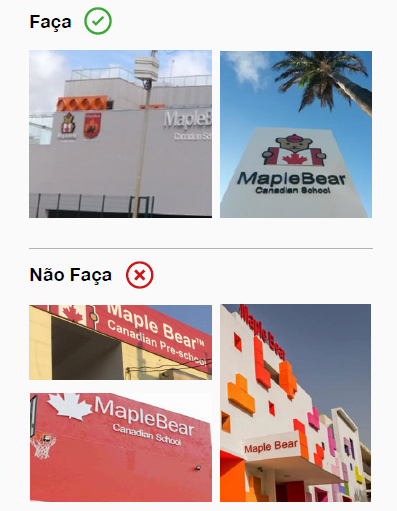 Faça
MapleBear
Canadian Sc
MapleBear
Canadian School
Não Faça
Maple Bear™
Canadian Pre-school
MapleBear
Canadian School
Maple Bear
Maple Bear